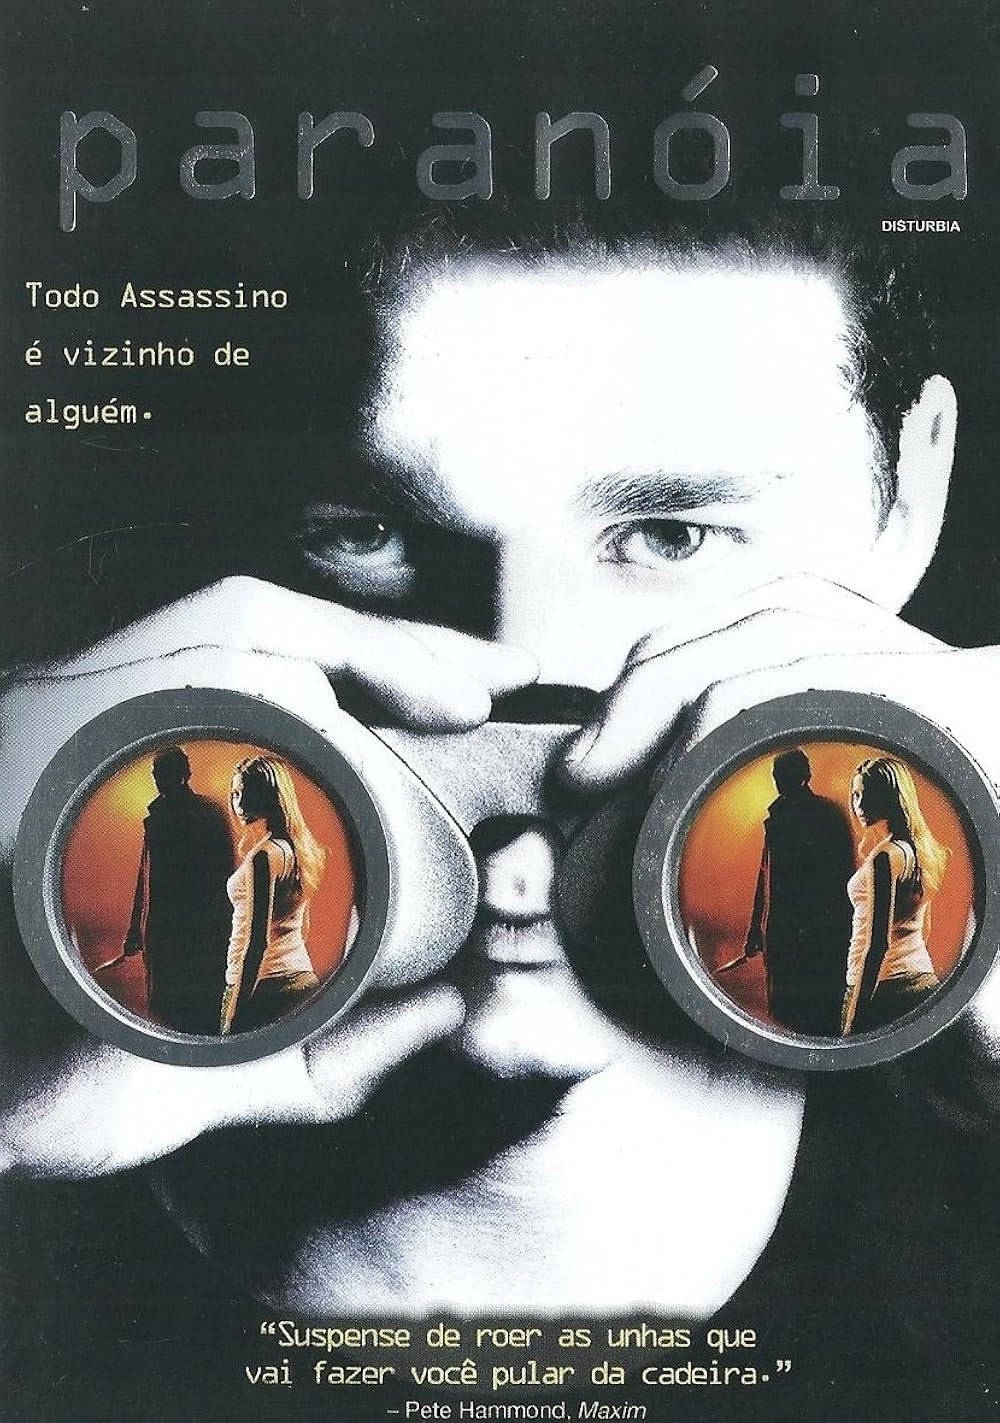 paranóia
DISTURBIA
Todo Assassino
é vizinho de
alguém.
“Suspense de roer as unhas que
vai fazer você pular da cadeira.”
– Pete Hammond, Maxim